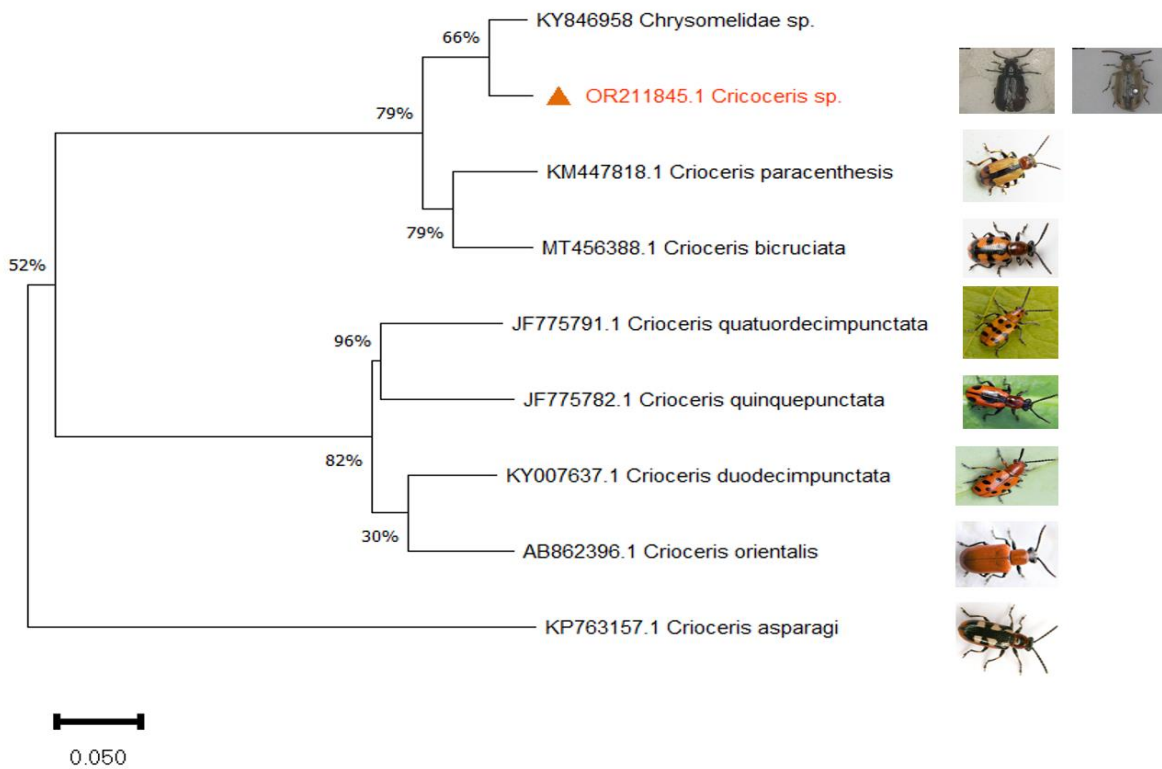 KY846958 Chrysomelidae sp.
66%
OR211845.1 Cricoceris sp.
79%
KM447818.1 Crioceris paracenthesis
79%
MT456388.1 Crioceris bicruciata
52%
JF775791.1 Crioceris quatuordecimpunctata
96%
JF775782.1 Crioceris quinquepunctata
82%
KY007637.1 Crioceris duodecimpunctata
30%
AB862396.1 Crioceris orientalis
KP763157.1 Crioceris asparagi
0.050